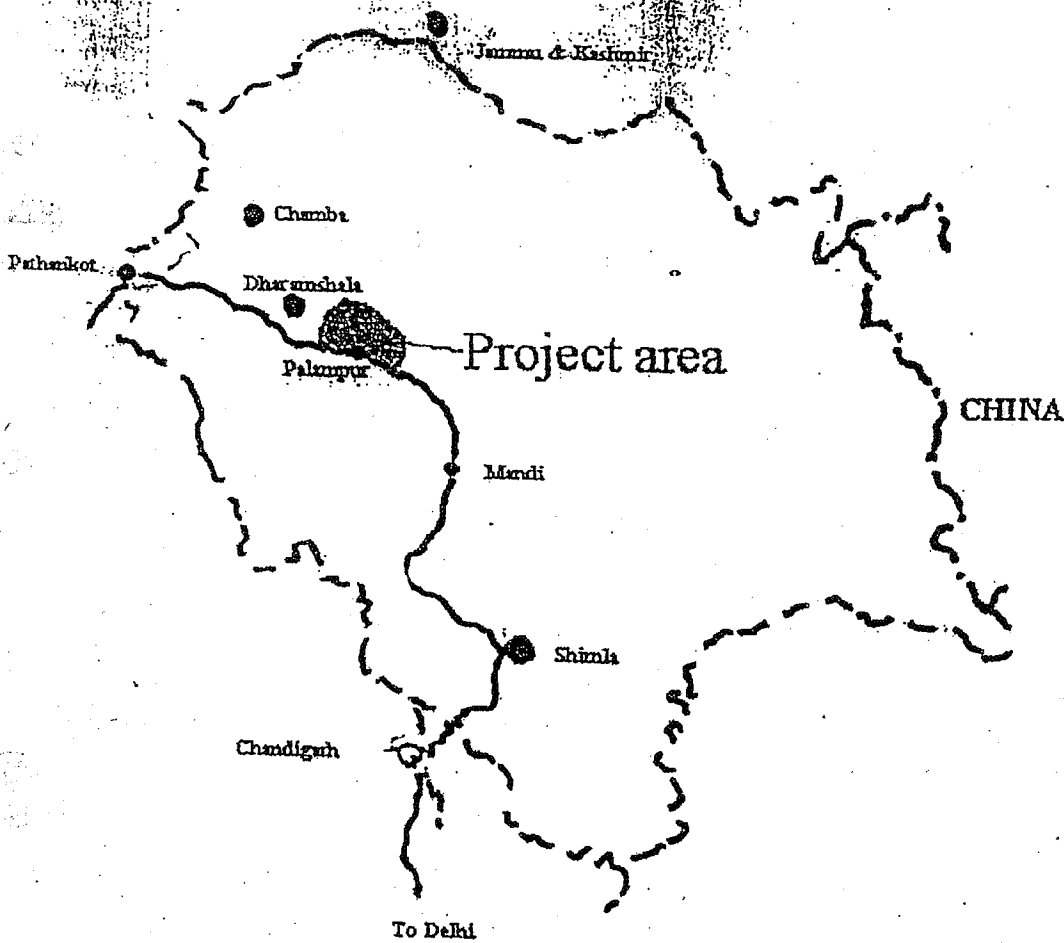 Jammu & Kashmir
Chamba
Pathankot
Dharamshala
Project area
Palampur
CHINA
Mandi
Shimla
Chandigarh
To Delhi